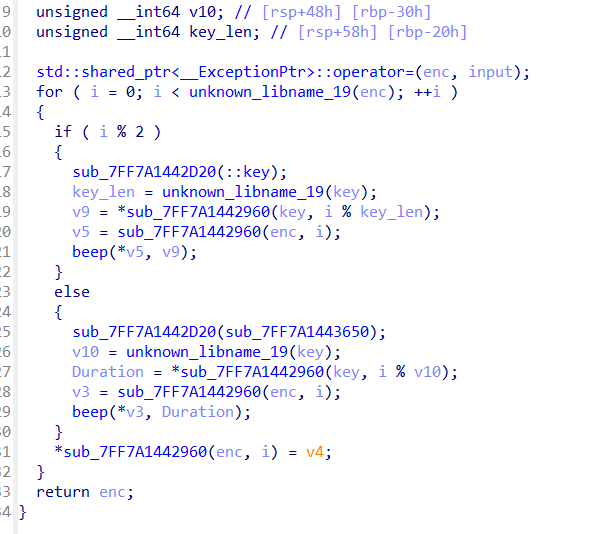 9 unsigned __int64 v10; // [rsp+48h] [rbp-30h]
0 unsigned __int64 key_len; // [rsp+58h] [rbp-20h]
1
2 std::shared_ptr<__ExceptionPtr>::operator=(enc, input);
3 for ( i = 0; i < unknown_libname_19(enc); ++i )
4 {
5 if ( i % 2 )
6 {
7 sub_7FF7A1442D20(::key);
8 key_len = unknown_libname_19(key);
9 v9 = *sub_7FF7A1442960(key, i % key_len);
0 v5 = sub_7FF7A1442960(enc, i);
1 beep(*v5, v9);
2 }
3 else
4 {
5 sub_7FF7A1442D20(sub_7FF7A1443650);
6 v10 = unknown_libname_19(key);
7 Duration = *sub_7FF7A1442960(key, i % v10);
8 v3 = sub_7FF7A1442960(enc, i);
9 beep(*v3, Duration);
0 }
1 *sub_7FF7A1442960(enc, i) = v4;
2 }
3 return enc;
4 }